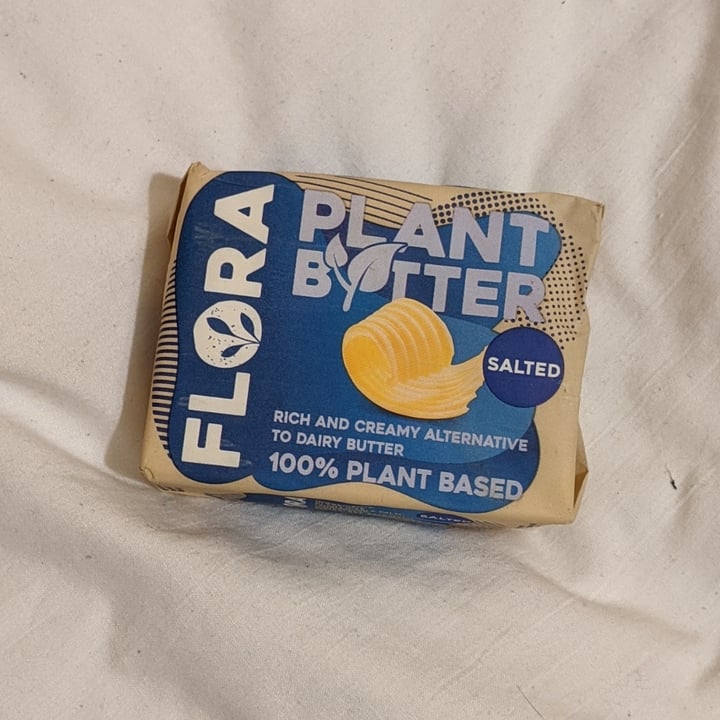 FLORA
PLANT
BUTTER
SALTED
RICH AND CREAMY ALTERNATIVE
TO DAIRY BUTTER
100% PLANT BASED
SALTED